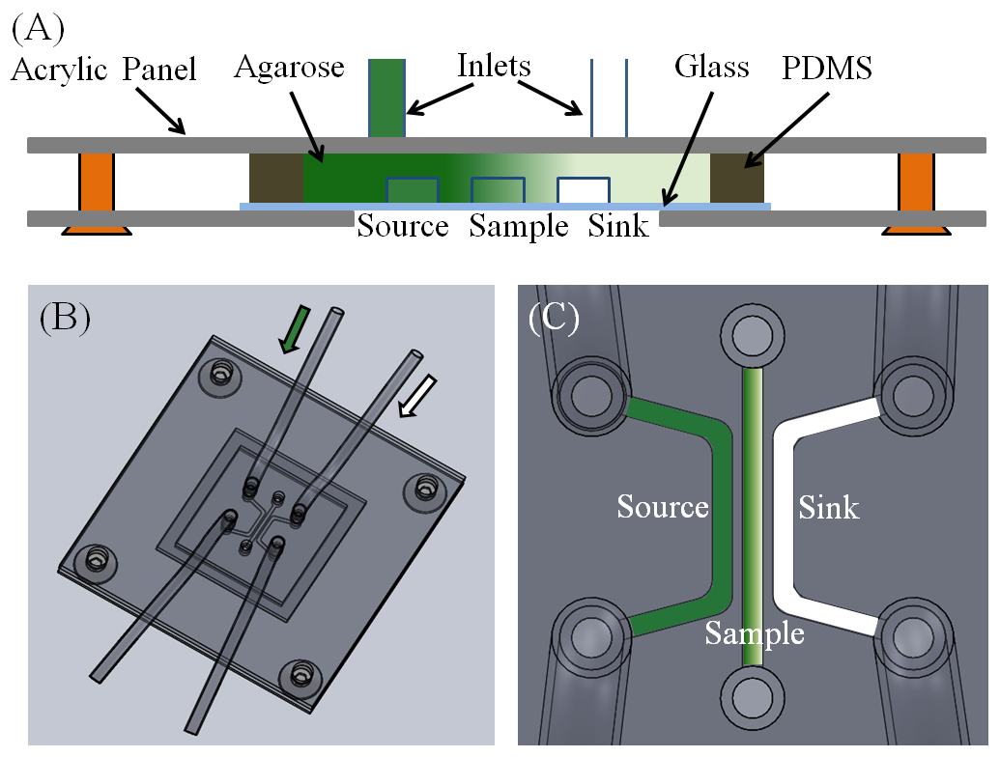 (A)
Acrylic Panel
Agarose
Inlets
Glass
PDMS
Source
Sample
Sink
(B)
(C)
Source
Sink
Sample